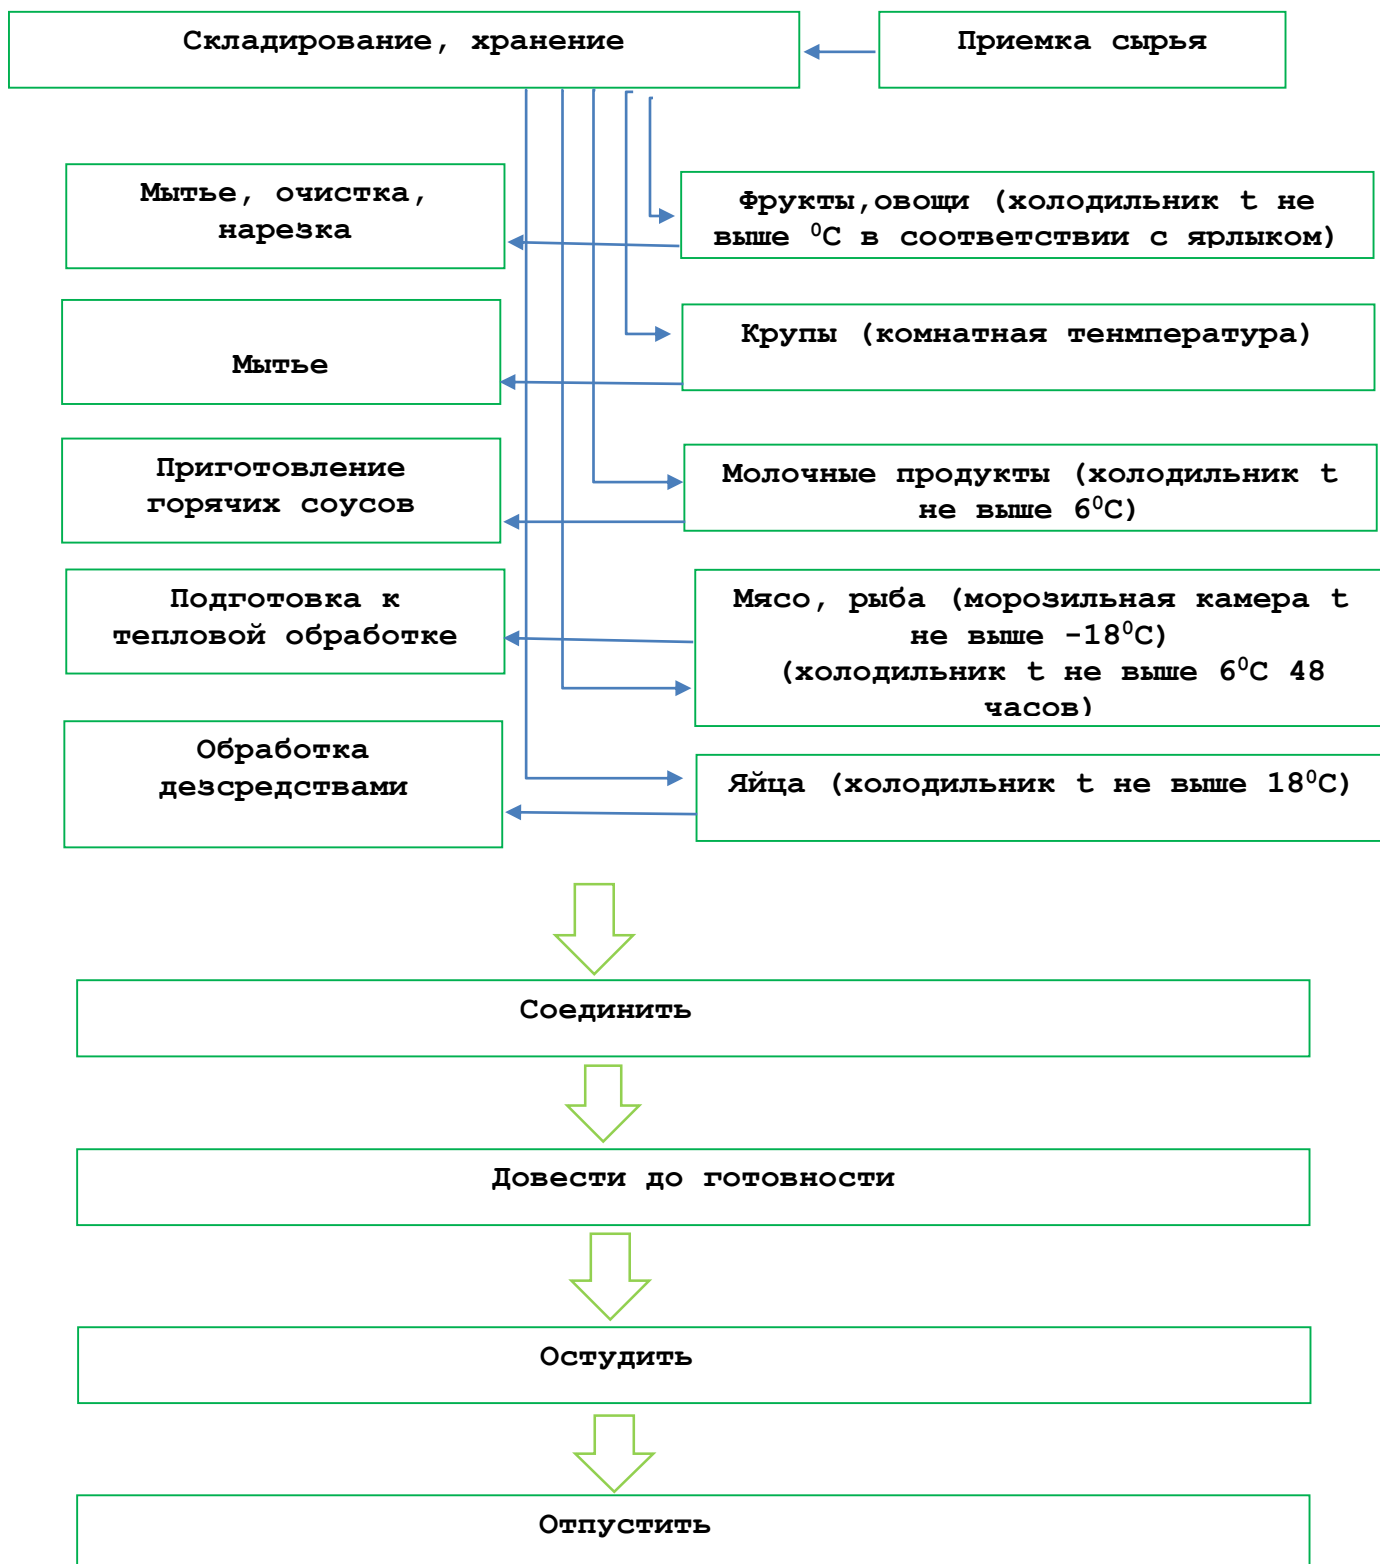 Складирование, хранение
Приемка сырья
Мытье, очистка,
нарезка
Фрукты,овощи (холодильник t не
выше ⁰С в соответствии с ярлыком)
Мытье
Крупы (комнатная тенмпература)
Приготовление
горячих соусов
Молочные продукты (холодильник t
не выше 6⁰С)
Подготовка к
тепловой обработке
Мясо, рыба (морозильная камера t
не выше -18⁰С)
(холодильник t не выше 6⁰С 48
часов)
Обработка
дезсредствами
Яйца (холодильник t не выше 18⁰С)
Соединить
Довести до готовности
Остудить
Отпустить